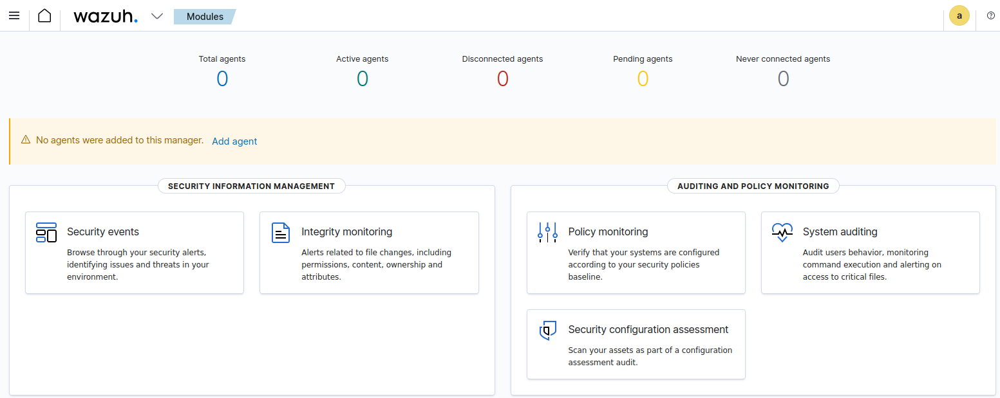 wazuh.
Modules
a
Total agents
0
Active agents
0
Disconnected agents
0
Pending agents
0
Never connected agents
0
No agents were added to this manager. Add agent
SECURITY INFORMATION MANAGEMENT
Security events
Browse through your security alerts,
identifying issues and threats in your
environment.
Integrity monitoring
Alerts related to file changes, including
permissions, content, ownership and
attributes.
AUDITING AND POLICY MONITORING
Policy monitoring
Verify that your systems are configured
according to your security policies
baseline.
System auditing
Audit users behavior, monitoring
command execution and alerting on
access to critical files.
Security configuration assessment
Scan your assets as part of a configuration
assessment audit.